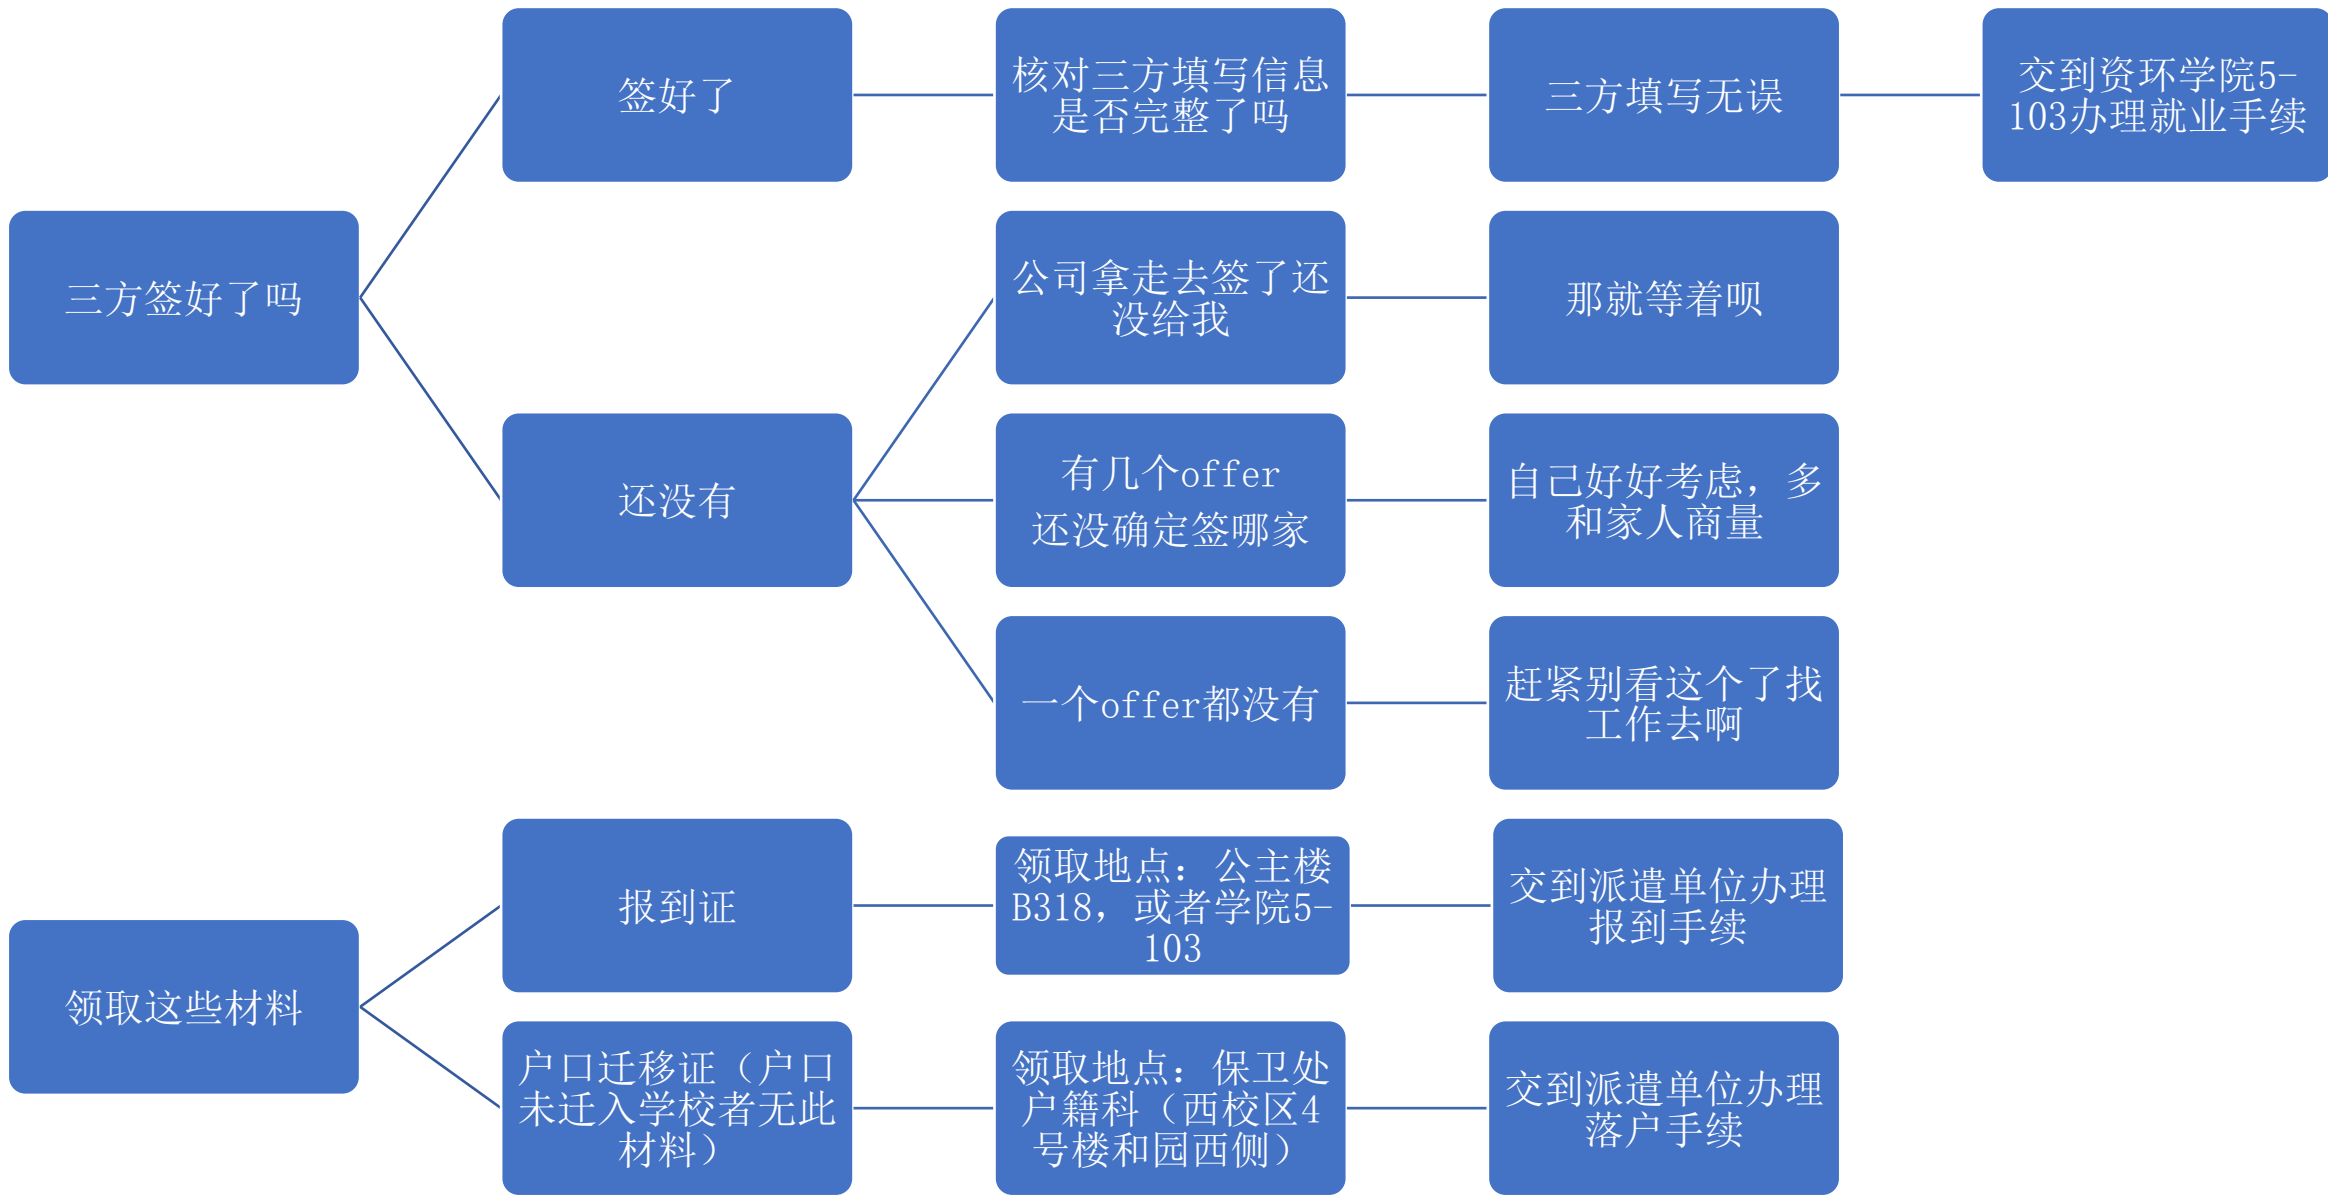 签好了
核对三方填写信息
是否完整了吗
三方填写无误
交到资环学院5-
103办理就业手续
三方签好了吗
公司拿走去签了还
没给我
那就等着呗
还没有
有几个offer
还没确定签哪家
自己好好考虑，多
和家人商量
一个offer都没有
赶紧别看这个了找
工作去啊
领取这些材料
报到证
领取地点：公主楼
B318，或者学院5-
103
交到派遣单位办理
报到手续
户口迁移证（户口
未迁入学校者无此
材料）
领取地点：保卫处
户籍科（西校区4
号楼和园西侧）
交到派遣单位办理
落户手续